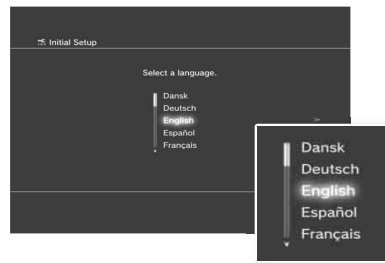 Initial Setup
Select a language.
Dansk
Deutsch
English
Español
Français
Dansk
Deutsch
English
Español
Français